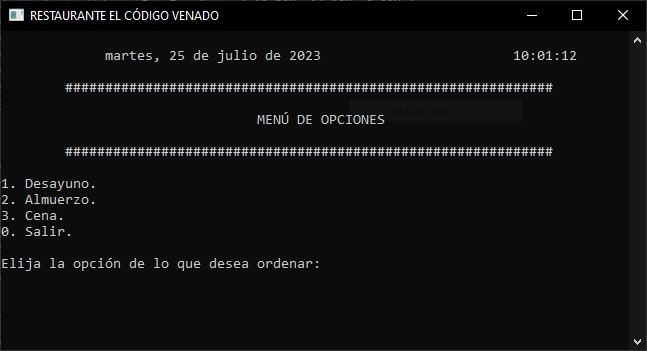 RESTAURANTE EL CÓDIGO VENADO
martes, 25 de julio de 2023 10:01:12
#############################################################
MENÚ DE OPCIONES
#############################################################
1. Desayuno.
2. Almuerzo.
3. Cena.
0. Salir.
Elija la opción de lo que desea ordenar: